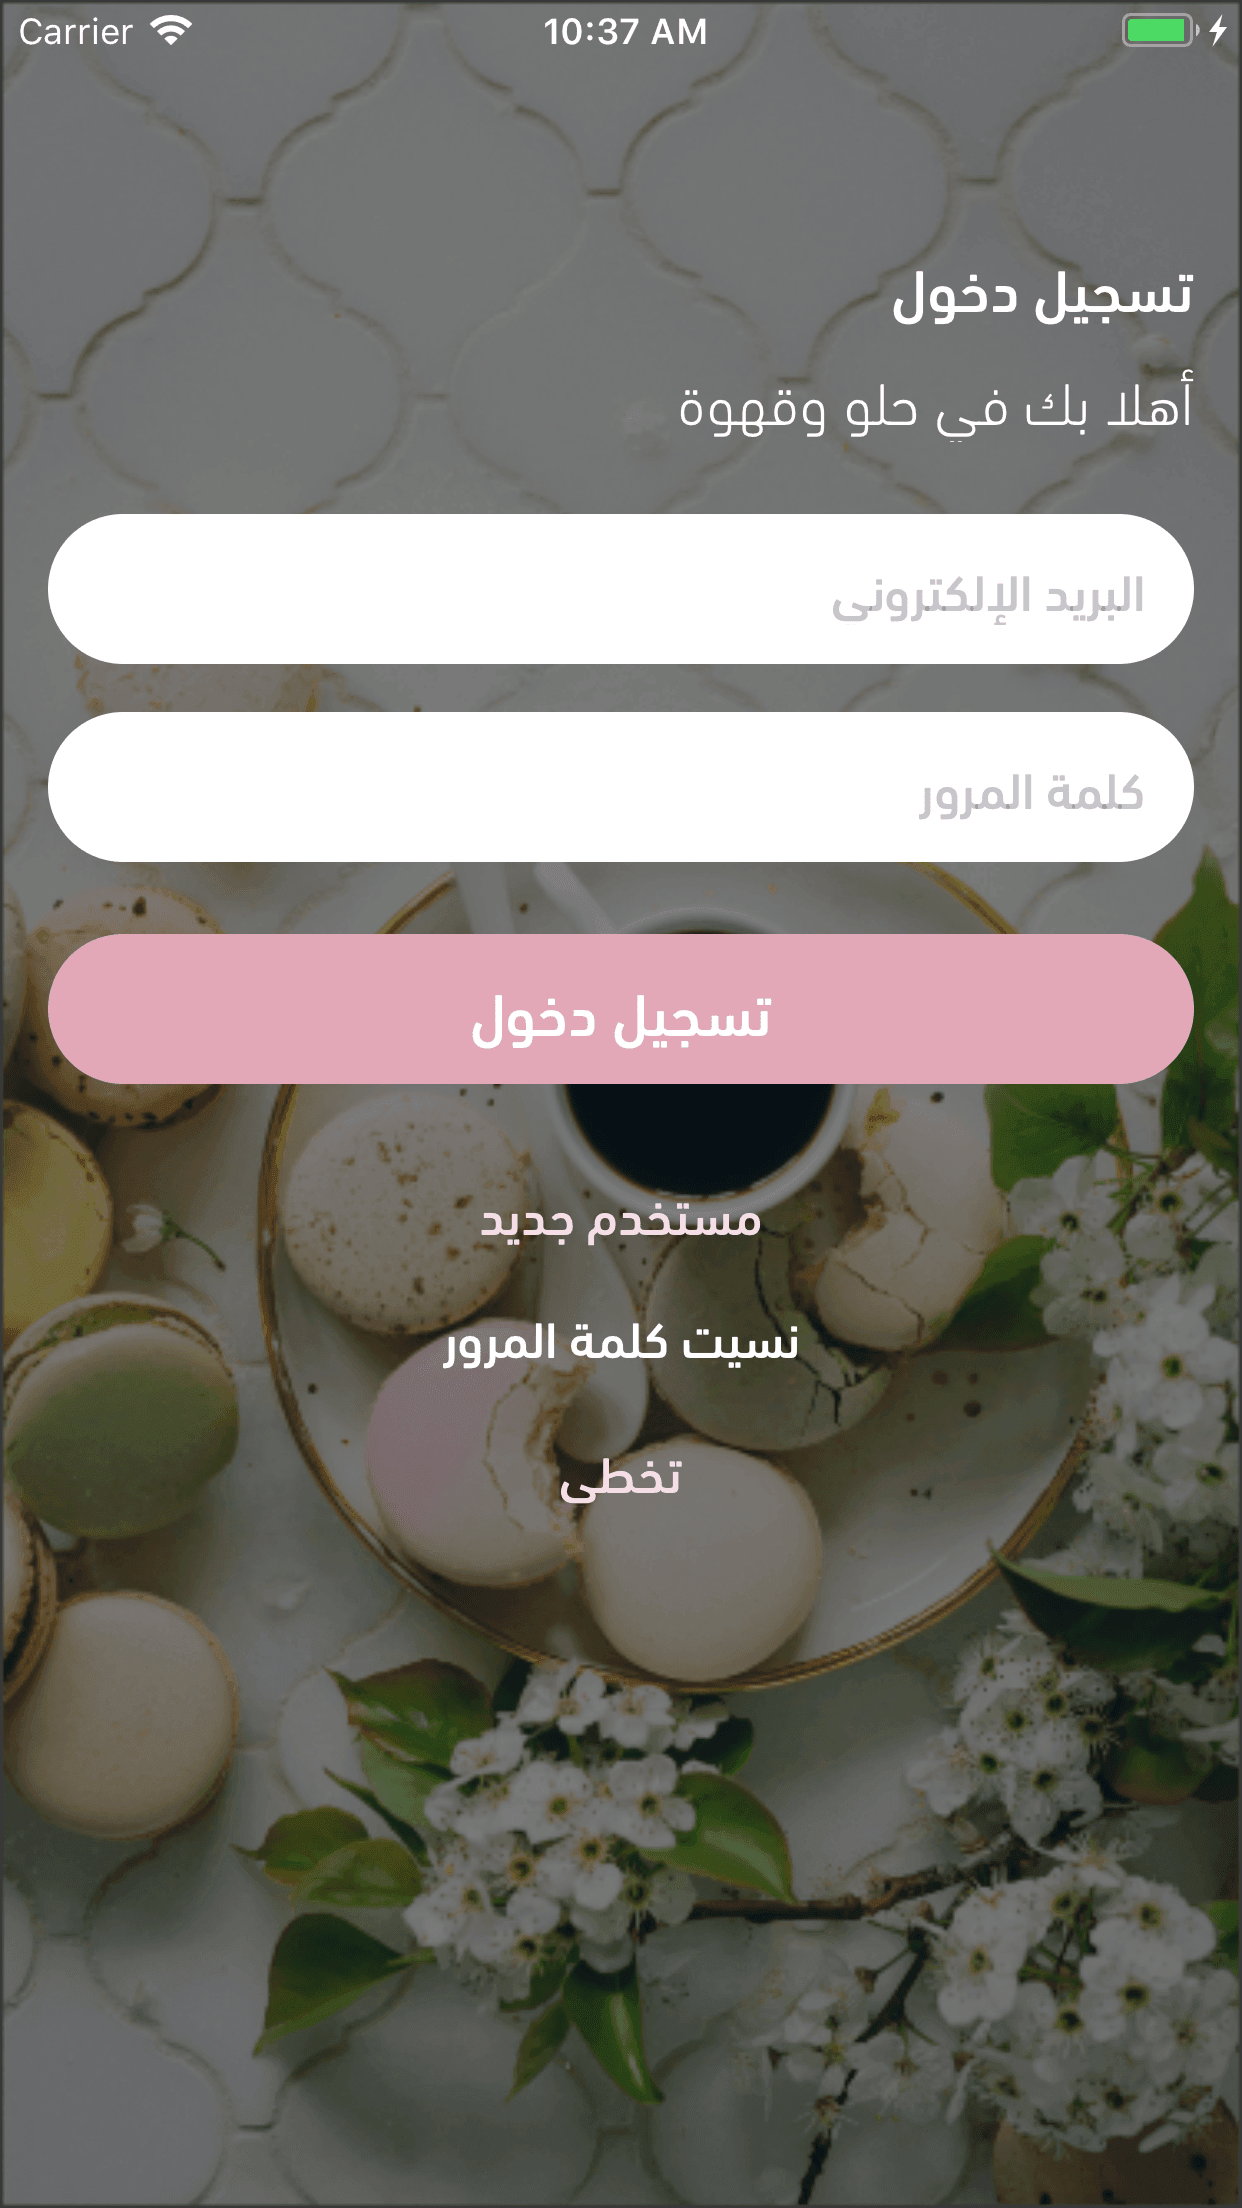 Carrier 10:37 AM
تسجيل دخول
أهلا بك في حلو وقهوة
البريد الإلكترونى
كلمة المرور
تسجيل دخول
مستخدم جديد
نسيت كلمة المرور
تخطى